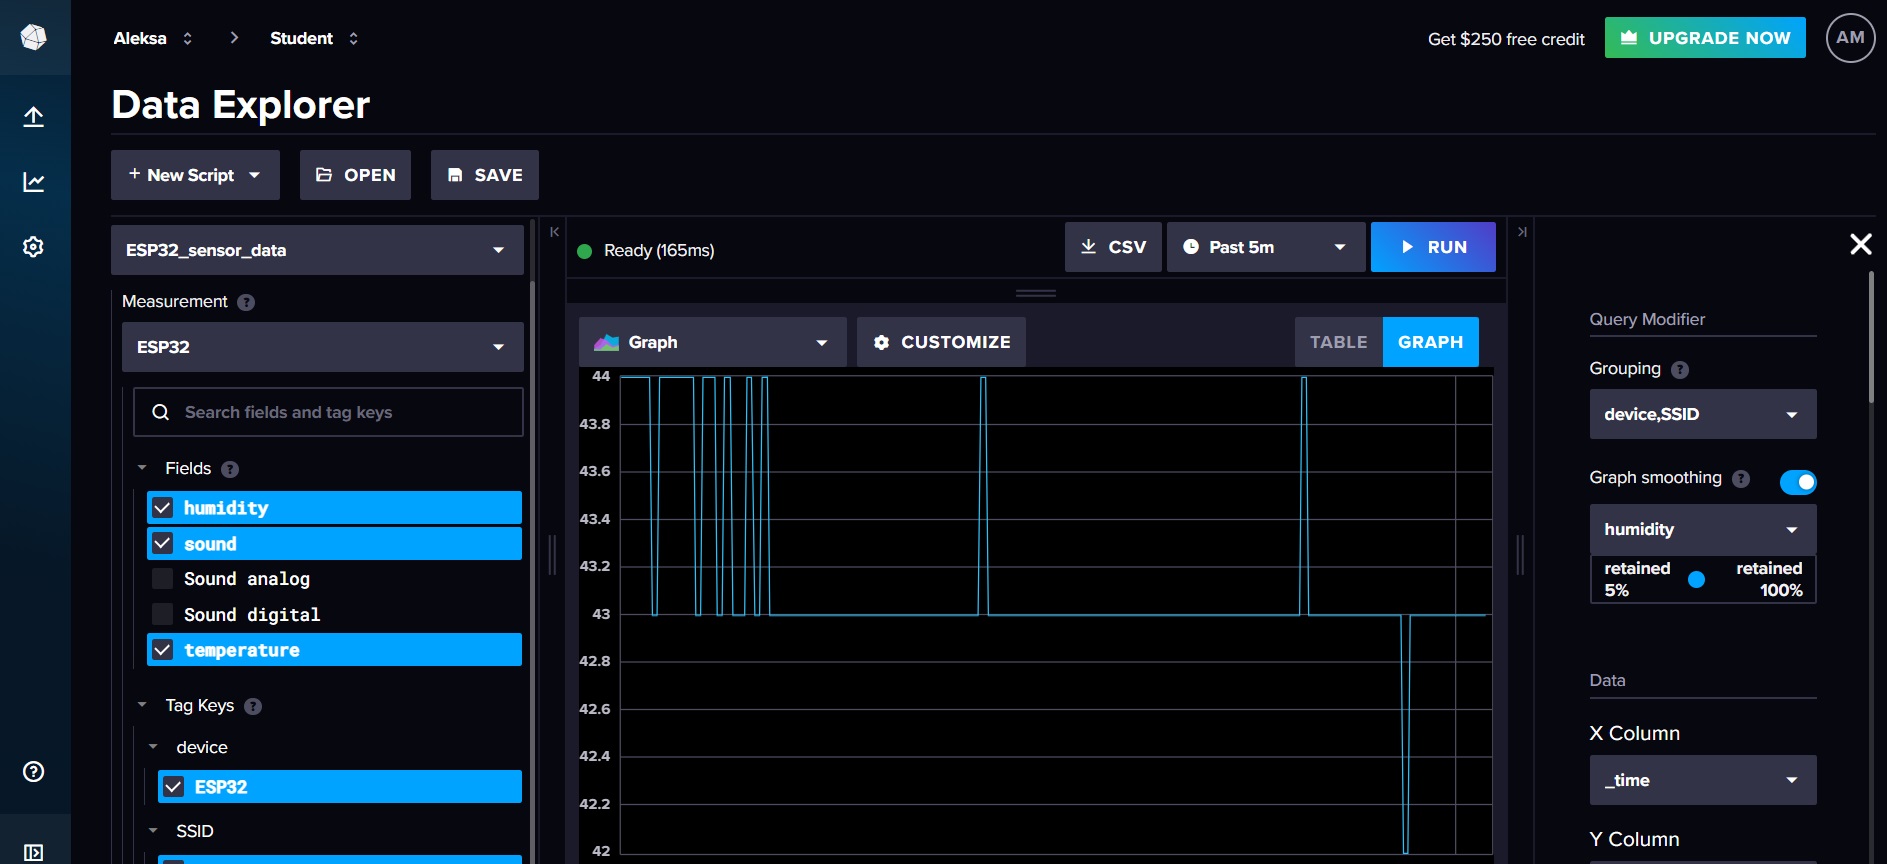 Aleksa > Student
Get $250 free credit
UPGRADE NOW
AM
Data Explorer
+ New Script
OPEN
SAVE
ESP32_sensor_data
Measurement ?
ESP32
Search fields and tag keys
Fields ?
humidity
sound
Sound analog
Sound digital
temperature
Tag Keys ?
device
ESP32
SSID
Ready (165ms)
CSV
Past 5m
RUN
Graph
CUSTOMIZE
TABLE
GRAPH
44
43.8
43.6
43.4
43.2
43
42.8
42.6
42.4
42.2
42
Query Modifier
Grouping ?
device,SSID
Graph smoothing ?
humidity
retained 5%
retained 100%
Data
X Column
_time
Y Column